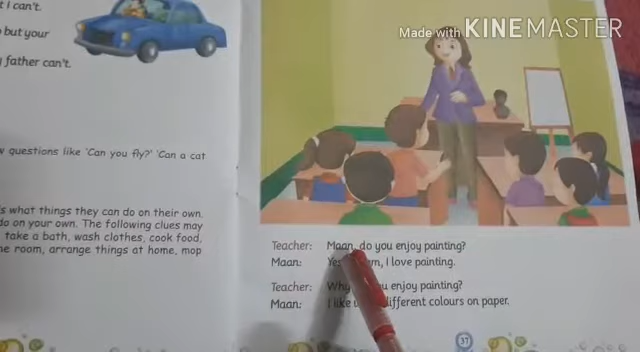 t I can't.
but your
father can't.
questions like 'Can you fly?' 'Can a cat
s what things they can do on their own.
do on your own. The following clues may
take a bath, wash clothes, cook food,
room, arrange things at home, mop
Made with KINEMASTER
Teacher: Maan, do you enjoy painting?
Maan: I love painting.
Teacher: enjoy painting?
Maan: I like different colours on paper.
37